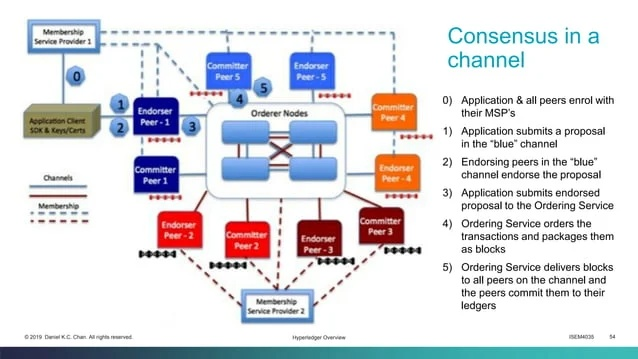 Consensus in a
channel
Membership
Service Provider 1
0
Application Client
SDK & Keys/Certs
1
2
3
4
5
Endorser
Peer - 1
Committer
Peer 1
Committer
Peer 5
Endorser
Peer - 5
Orderer Nodes
Committer
Peer 4
Endorser
Peer - 4
Endorser
Peer - 2
Committer
Peer 2
Endorser
Peer - 3
Committer
Peer 3
Channels
Membership
Membership
Service Provider 2
0) Application & all peers enrol with
their MSP's
1) Application submits a proposal
in the “blue” channel
2) Endorsing peers in the “blue”
channel endorse the proposal
3) Application submits endorsed
proposal to the Ordering Service
4) Ordering Service orders the
transactions and packages them
as blocks
5) Ordering Service delivers blocks
to all peers on the channel and
the peers commit them to their
ledgers
© 2019 Daniel K.C. Chan. All rights reserved.
Hyperledger Overview
ISEM4035
54